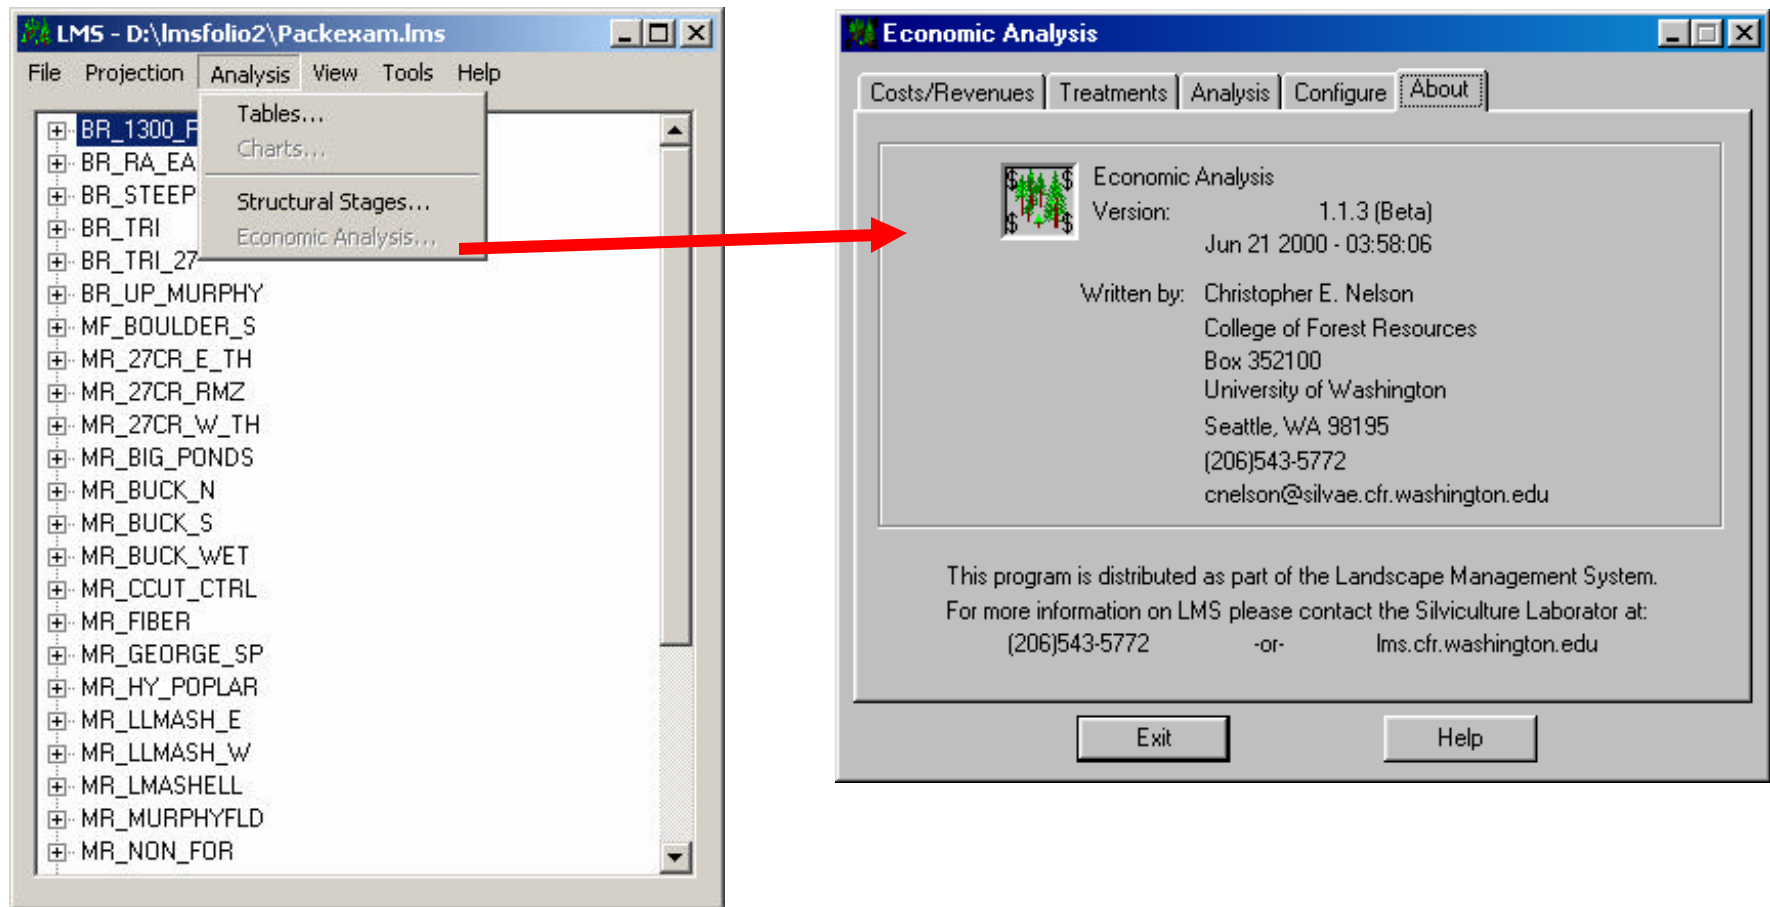 LMS - D:\lmsfolio2\Packexam.lms
File Projection Analysis View Tools Help
Tables...
Charts...
Structural Stages...
Economic Analysis...
BR_1300_F
BR_RA_EA
BR_STEEP
BR_TRI
BR_TRI_27
BR_UP_MURPHY
MF_BOULDER_S
MR_27CR_E_TH
MR_27CR_RMZ
MR_27CR_W_TH
MR_BIG_PONDS
MR_BUCK_N
MR_BUCK_S
MR_BUCK_WET
MR_CCUT_CTRL
MR_FIBER
MR_GEORGE_SP
MR_HY_POPLAR
MR_LLMASH_E
MR_LLMASH_W
MR_LMASHELL
MR_MURPHYFLD
MR_NON_FOR
Economic Analysis
Costs/Revenues Treatments Analysis Configure About
Economic Analysis
Version: 1.1.3 (Beta)
Jun 21 2000 - 03:58:06
Written by: Christopher E. Nelson
College of Forest Resources
Box 352100
University of Washington
Seattle, WA 98195
(206)543-5772
cnelson@silvae.cfr.washington.edu
This program is distributed as part of the Landscape Management System.
For more information on LMS please contact the Silviculture Laborator at:
(206)543-5772 -or- lms.cfr.washington.edu
Exit Help